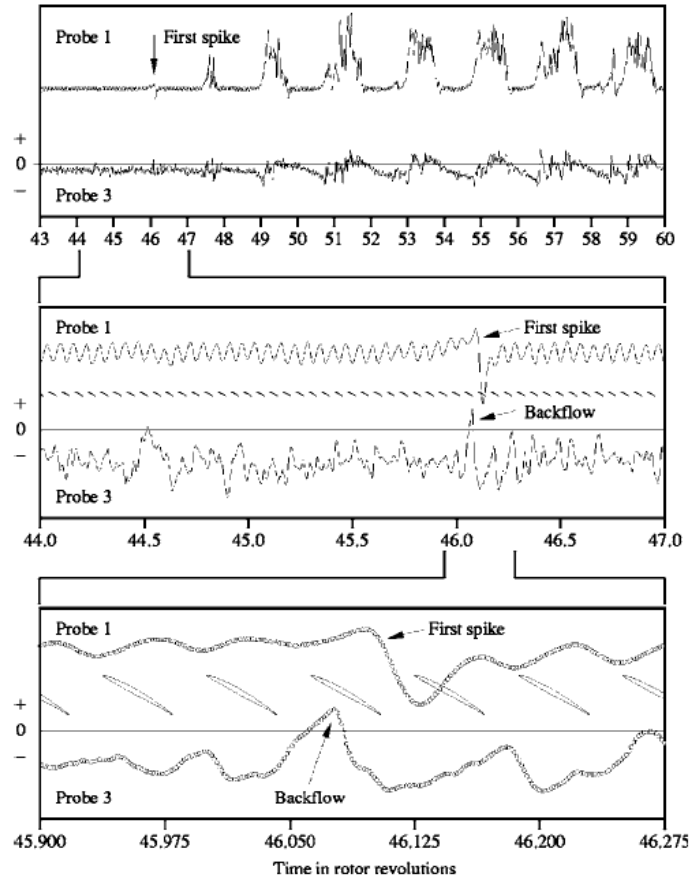 Probe 1
First spike
+
0
−
Probe 3
43 44 45 46 47 48 49 50 51 52 53 54 55 56 57 58 59 60
Probe 1
First spike
+
Backflow
0
−
Probe 3
44.0 44.5 45.0 45.5 46.0 46.5 47.0
Probe 1
First spike
+
0
−
Probe 3
Backflow
45,900 45,975 46,050 46,125 46,200 46,275
Time in rotor revolutions